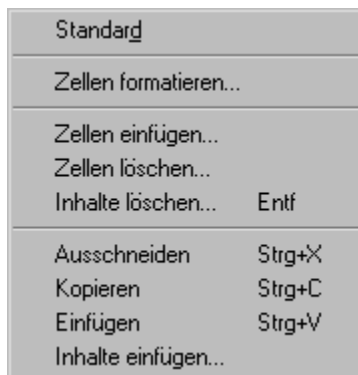 Standard
Zellen formatieren...
Zellen einfügen...
Zellen löschen...
Inhalte löschen... Entf
Ausschneiden Strg+X
Kopieren Strg+C
Einfügen Strg+V
Inhalte einfügen...